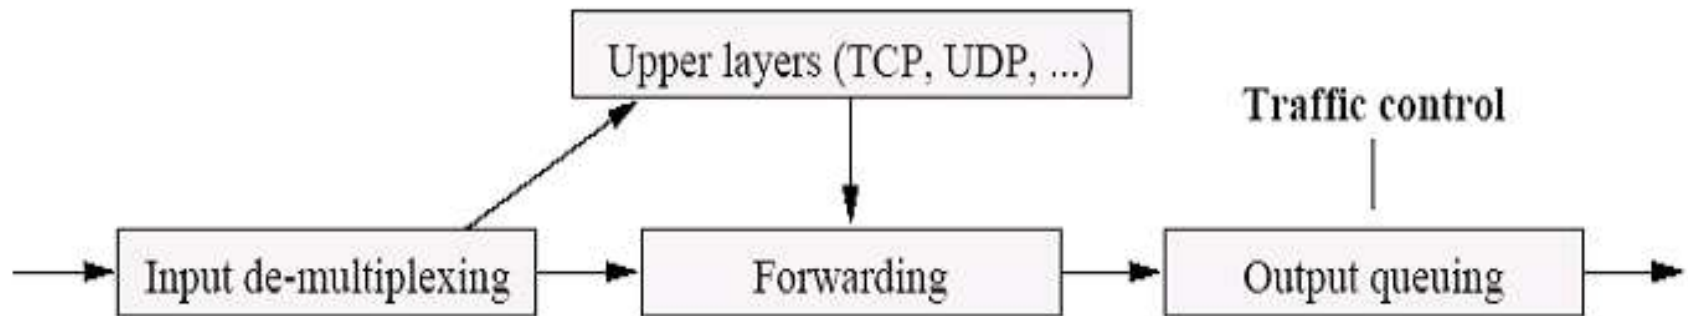 Upper layers (TCP, UDP, ...)
Traffic control
Input de-multiplexing
Forwarding
Output queuing